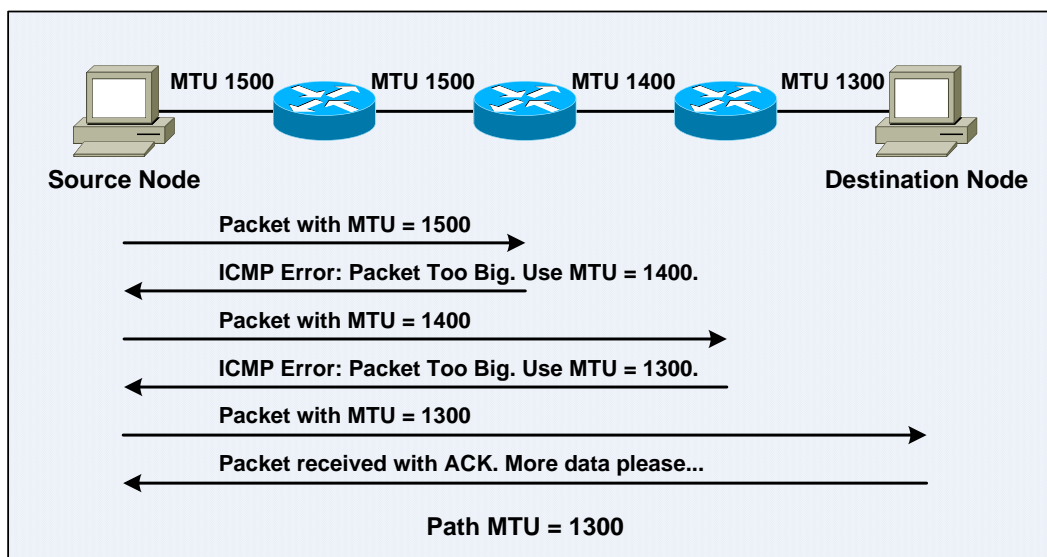 MTU 1500 MTU 1500 MTU 1400 MTU 1300
Source Node Destination Node
Packet with MTU = 1500
ICMP Error: Packet Too Big. Use MTU = 1400.
Packet with MTU = 1400
ICMP Error: Packet Too Big. Use MTU = 1300.
Packet with MTU = 1300
Packet received with ACK. More data please...
Path MTU = 1300